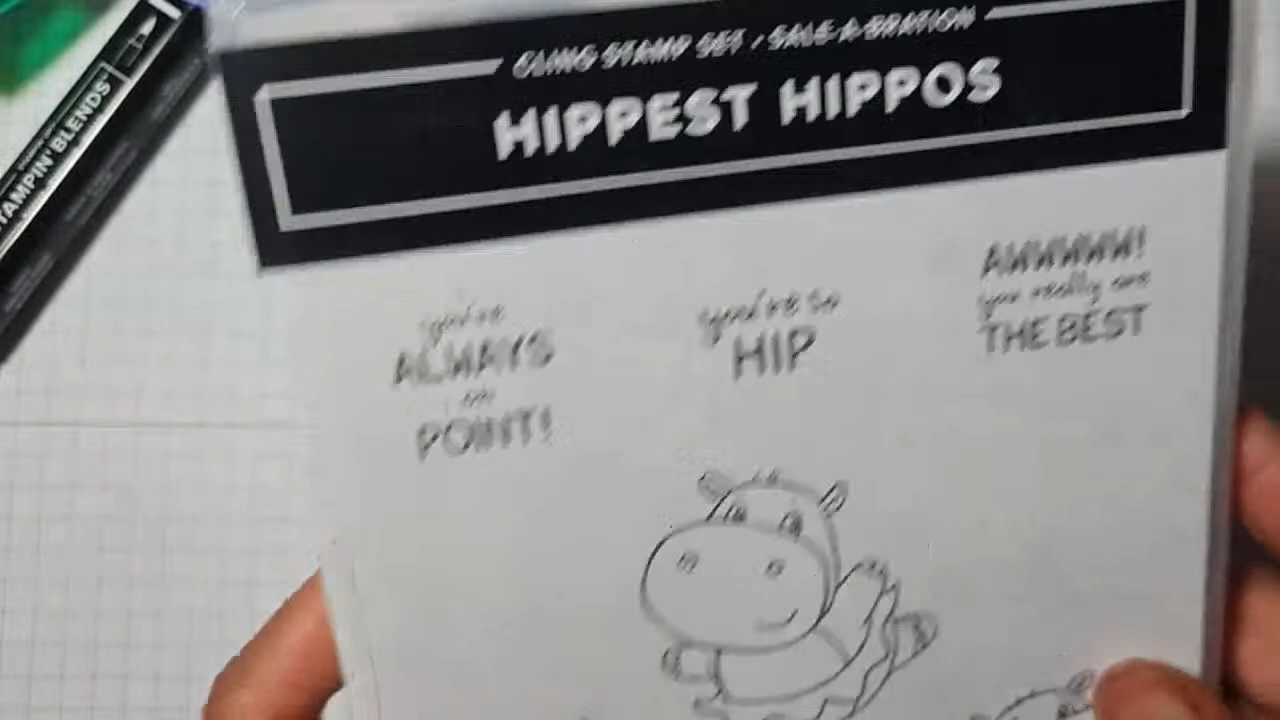 CLING STAMP SET / SALE-A-BRATION
HIPPEST HIPPOS
STAMPIN' BLENDS
you're
ALWAYS
on
POINT!
you're so
HIP
AWWWW!
you really are
THE BEST